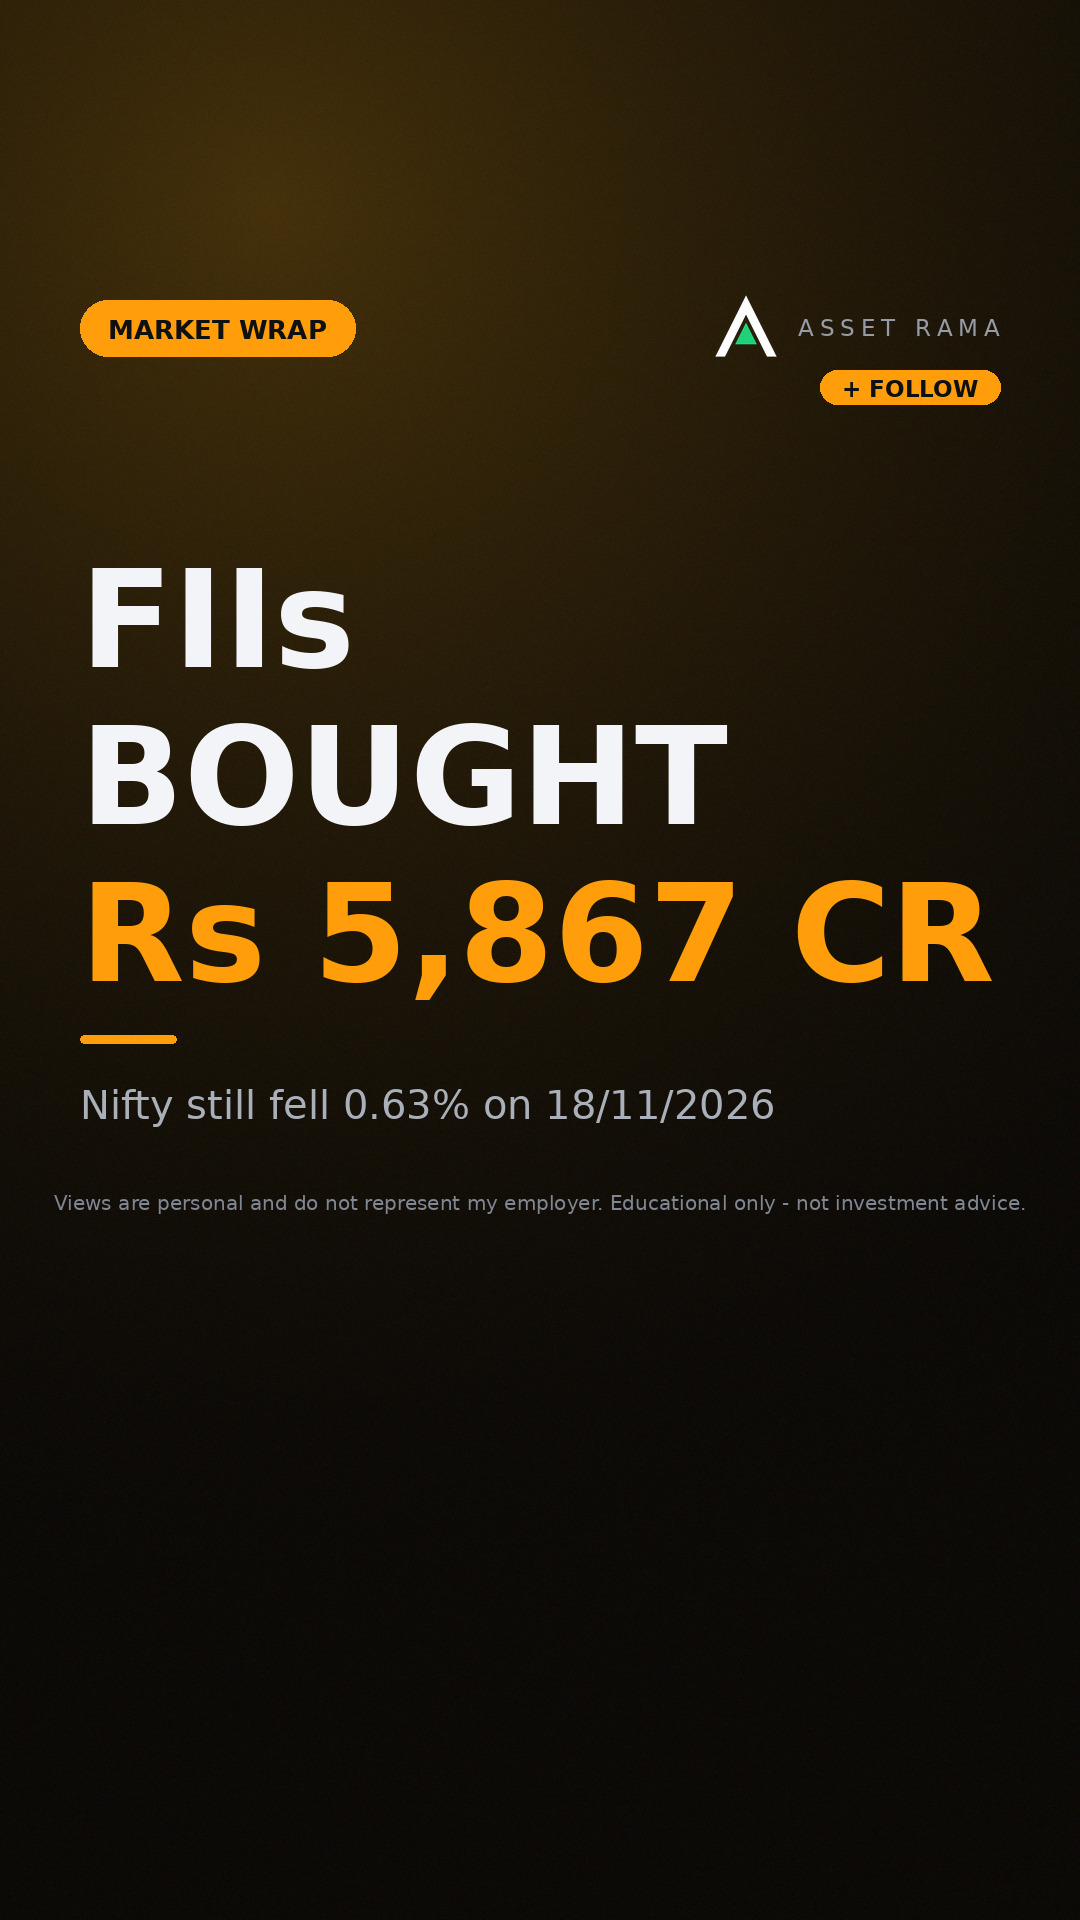 MARKET WRAP
ASSET RAMA
+ FOLLOW
FIIs
BOUGHT
Rs 5,867 CR
Nifty still fell 0.63% on 18/11/2026
Views are personal and do not represent my employer. Educational only - not investment advice.